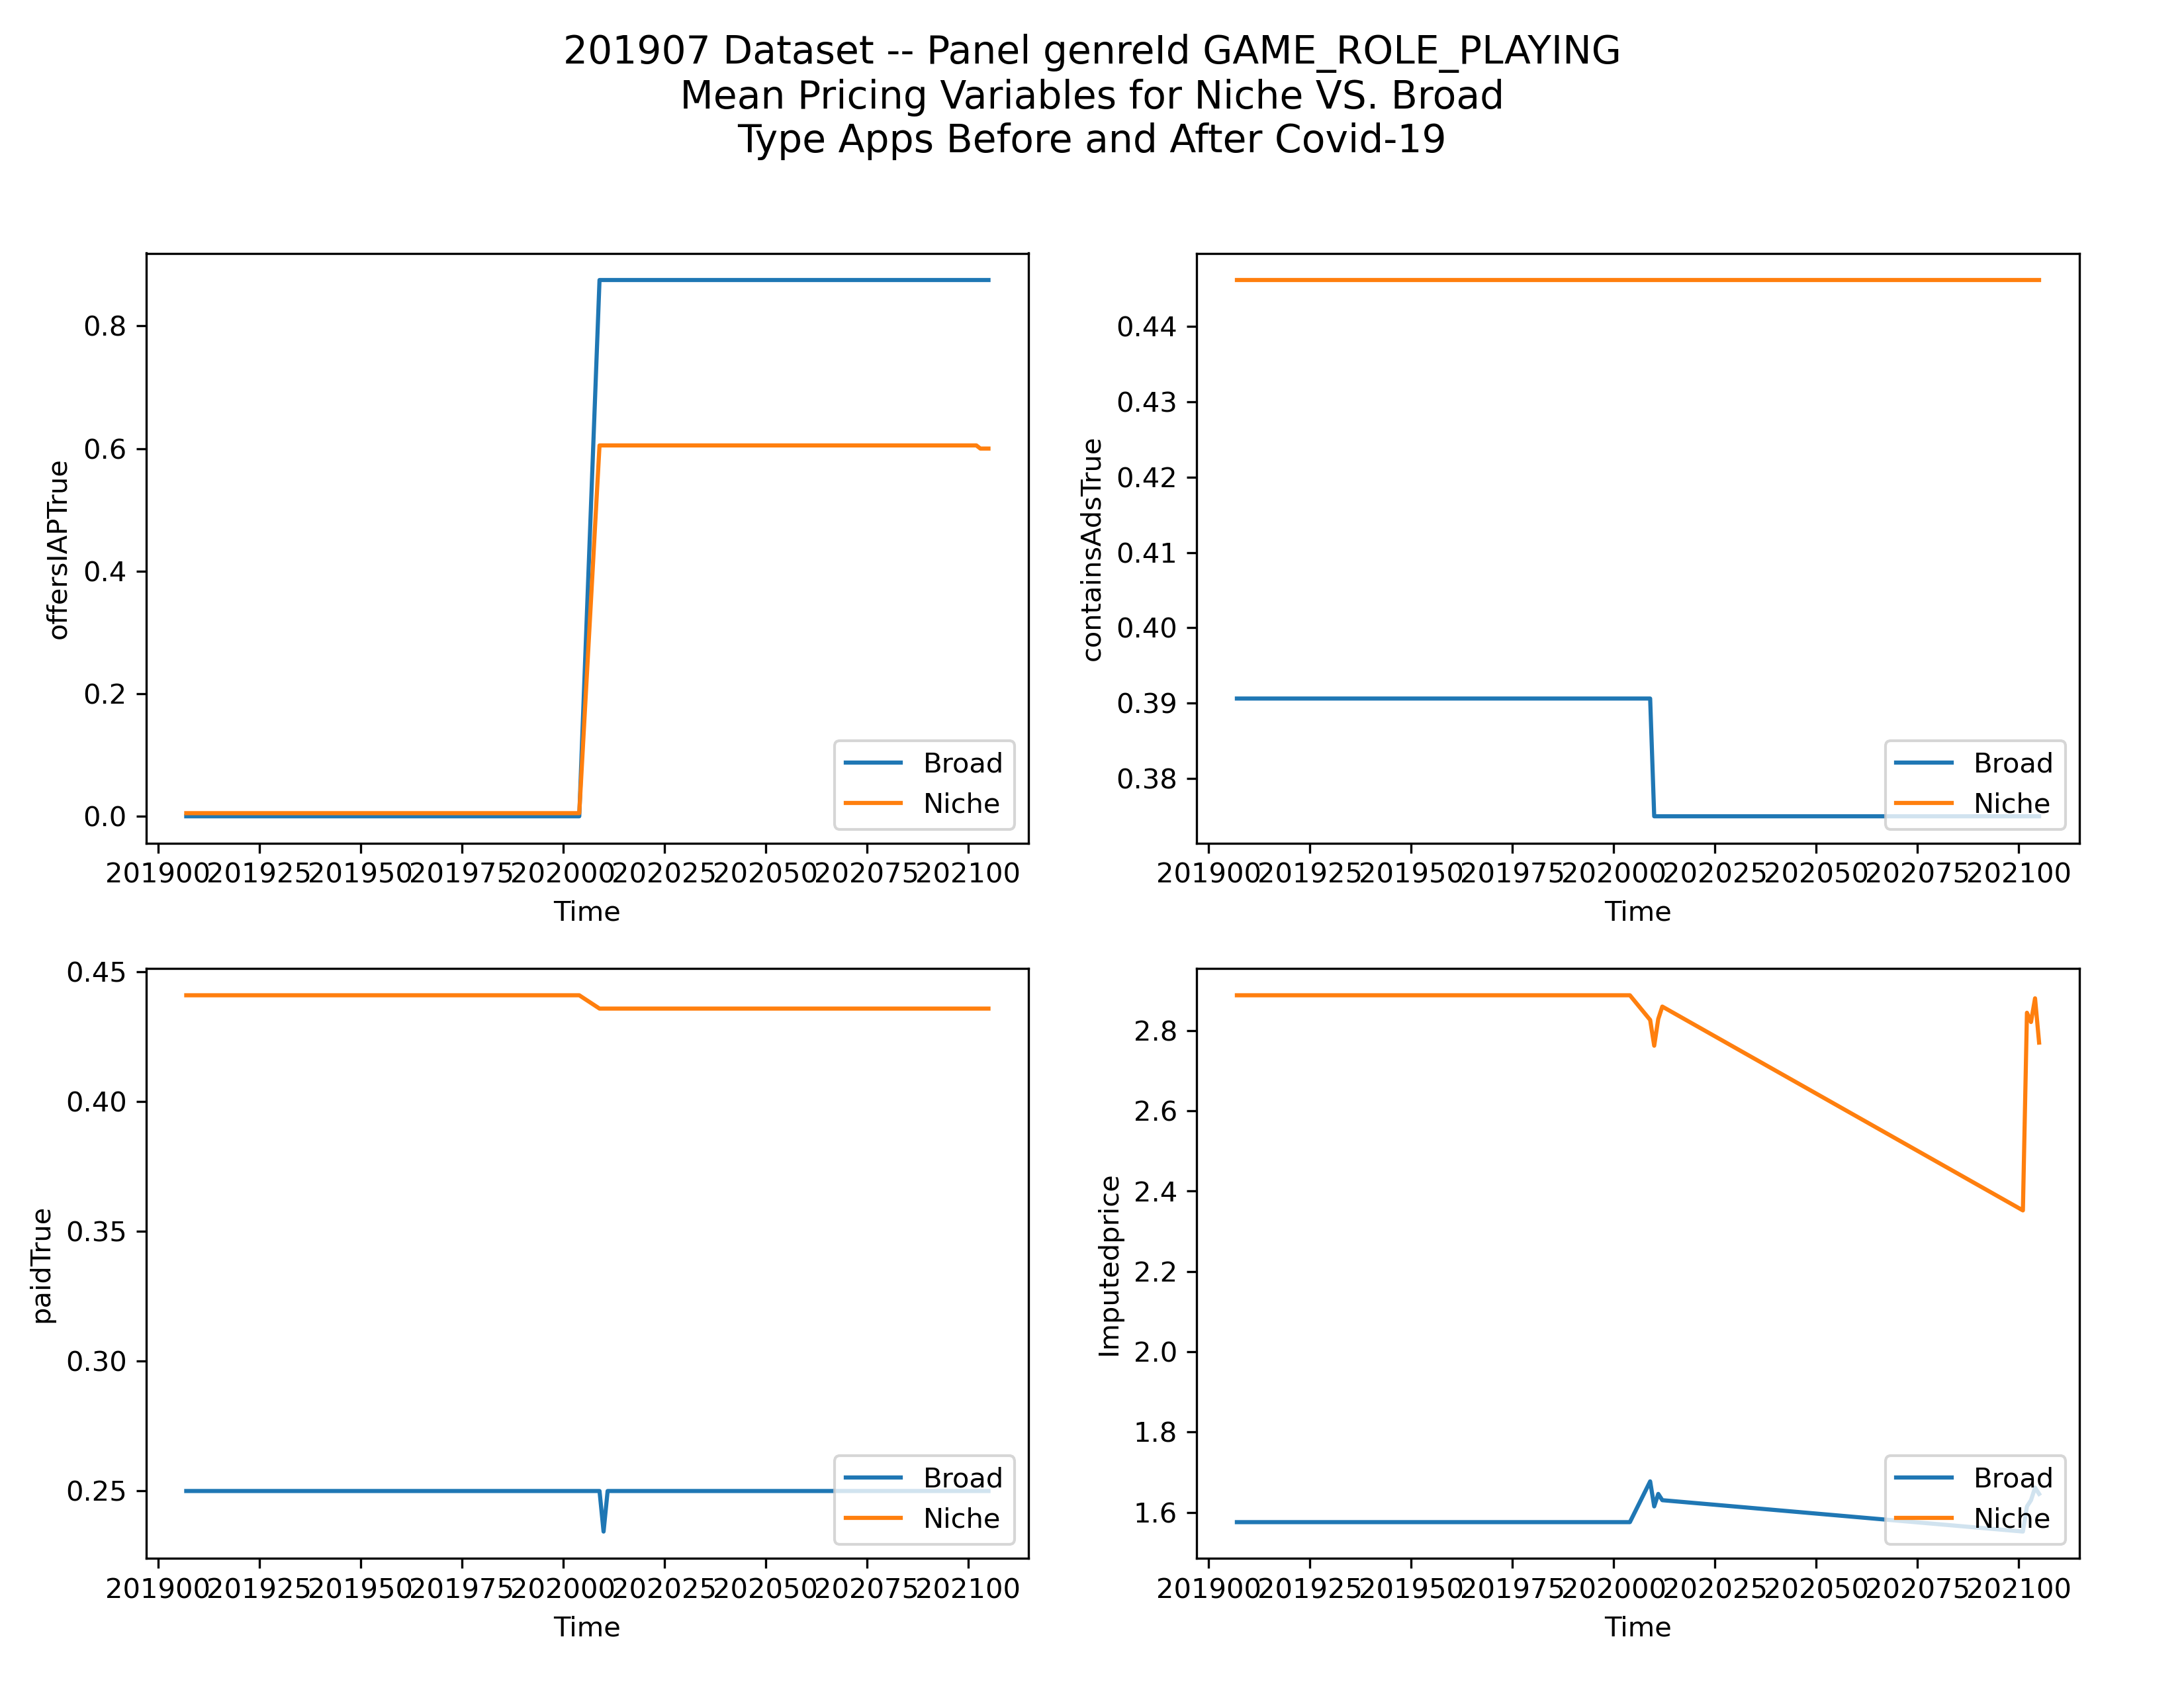 201907 Dataset -- Panel genreId GAME_ROLE_PLAYING
Mean Pricing Variables for Niche VS. Broad
Type Apps Before and After Covid-19
offersIAPTrue
0.8
0.6
0.4
0.2
0.0
Broad
Niche
201900 201925 201950 201975 202000 202025 202050 202075 202100
Time
containsAdsTrue
0.44
0.43
0.42
0.41
0.40
0.39
0.38
Broad
Niche
201900 201925 201950 201975 202000 202025 202050 202075 202100
Time
paidTrue
0.45
0.40
0.35
0.30
0.25
Broad
Niche
201900 201925 201950 201975 202000 202025 202050 202075 202100
Time
Imputedprice
2.8
2.6
2.4
2.2
2.0
1.8
1.6
Broad
Niche
201900 201925 201950 201975 202000 202025 202050 202075 202100
Time